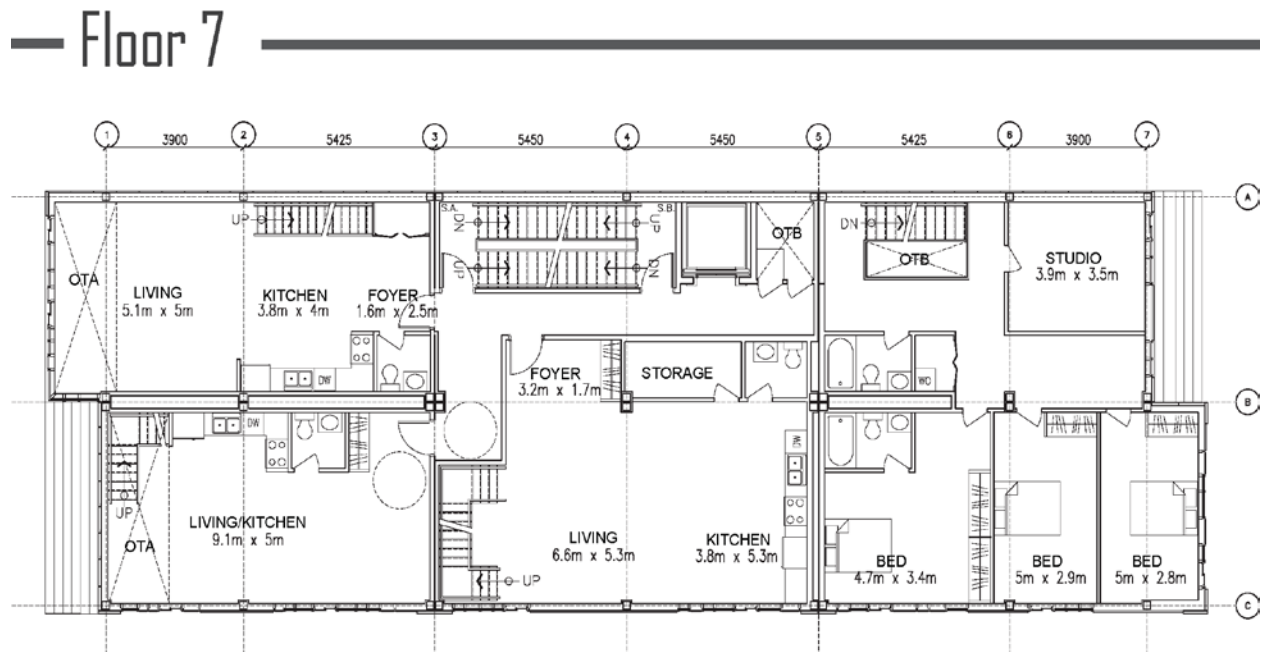 Floor 7
1 2 3 4 5 6 7
3900 5425 5450 5450 5425 3900
A
S.A. S.B.
UP DN UP DN
OTB
OTA
UP DN
OTB
LIVING
5.1m x 5m
KITCHEN
3.8m x 4m
FOYER
1.6m x 2.5m
STUDIO
3.9m x 3.5m
DW
FOYER
3.2m x 1.7m
STORAGE
WD
B
DW
DW
UP
OTA
LIVING/KITCHEN
9.1m x 5m
LIVING
6.6m x 5.3m
KITCHEN
3.8m x 5.3m
UP
BED
4.7m x 3.4m
BED
5m x 2.9m
BED
5m x 2.8m
C